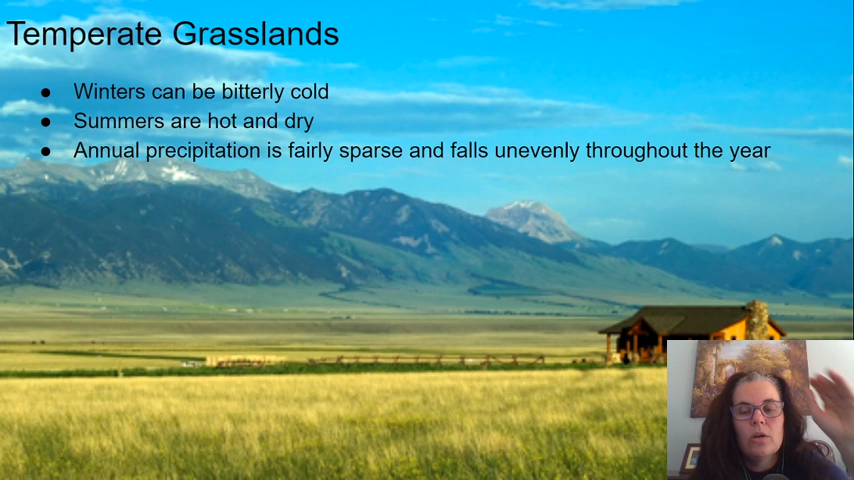 Temperate Grasslands
● Winters can be bitterly cold
● Summers are hot and dry
● Annual precipitation is fairly sparse and falls unevenly throughout the year